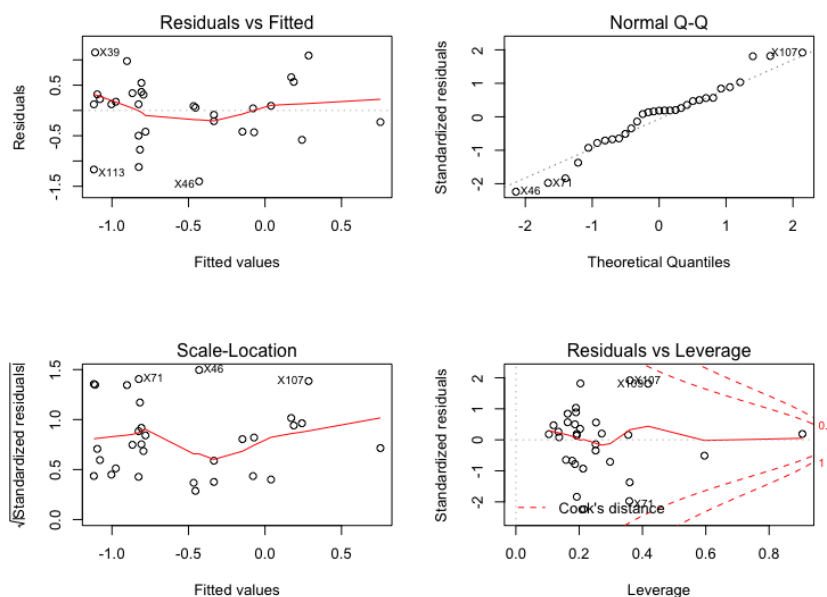 Residuals vs Fitted
Residuals
0.5
-0.5
-1.5
X39
X113
X46
-1.0
-0.5
0.0
0.5
Fitted values
Normal Q-Q
Standardized residuals
2
1
0
-1
-2
X107
X46
X71
-2
-1
0
1
2
Theoretical Quantiles
Scale-Location
√|Standardized residuals|
1.5
1.0
0.5
0.0
X71
X46
X107
-1.0
-0.5
0.0
0.5
Fitted values
Residuals vs Leverage
Standardized residuals
2
1
0
-1
-2
X107
X71
Cook's distance
0.
1
0.0
0.2
0.4
0.6
0.8
Leverage